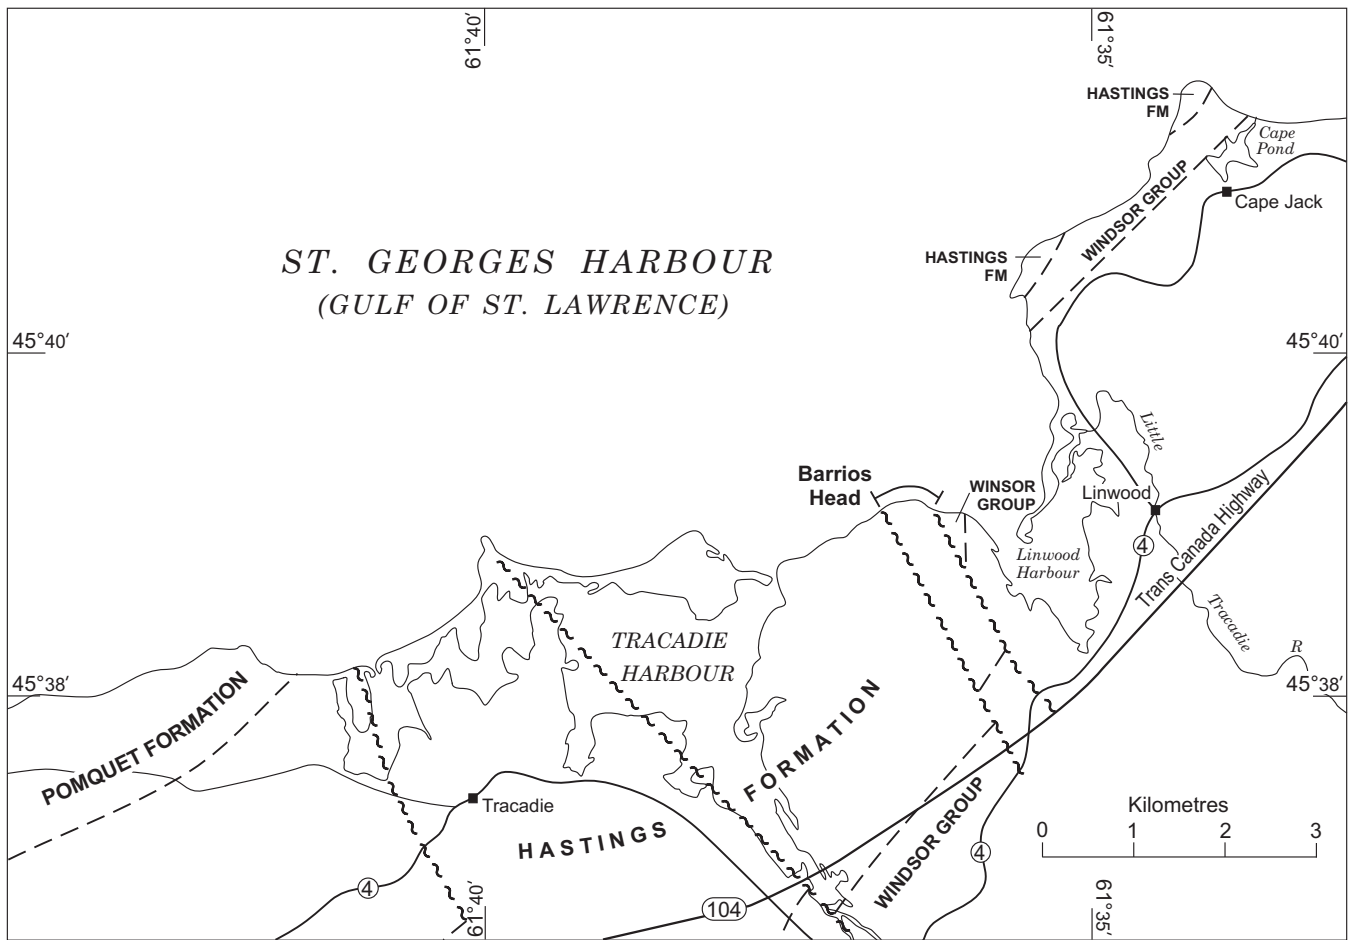 61°40′
61°35′
HASTINGS
FM
Cape
Pond
WINDSOR GROUP
Cape Jack
ST. GEORGES HARBOUR
(GULF OF ST. LAWRENCE)
HASTINGS
FM
45°40′
45°40′
Little
Barrios
Head
WINSOR
GROUP
Linwood
Trans Canada Highway
4
Linwood
Harbour
Tracadie
R
TRACADIE
HARBOUR
45°38′
45°38′
POMQUET FORMATION
FORMATION
Tracadie
HASTINGS
WINDSOR GROUP
Kilometres
0 1 2 3
4
4
104
61°40′
61°35′